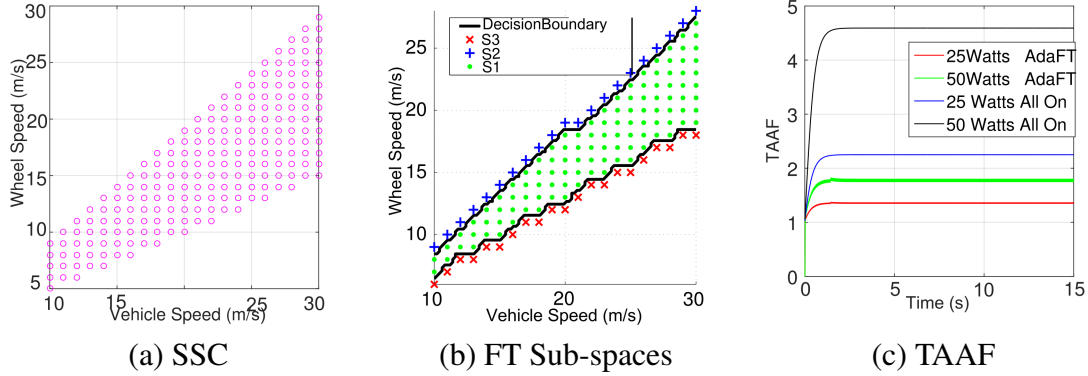 30
25
20
15
10
5
Wheel Speed (m/s)
10
15
25
30
Vehicle Speed (m/s)
(a) SSC
DecisionBoundary
S3
S2
S1
25
20
15
10
Wheel Speed (m/s)
10
20
30
Vehicle Speed (m/s)
(b) FT Sub-spaces
5
4
3
2
1
0
TAAF
25Watts AdaFT
50Watts AdaFT
25 Watts All On
50 Watts All On
0
5
10
15
Time (s)
(c) TAAF